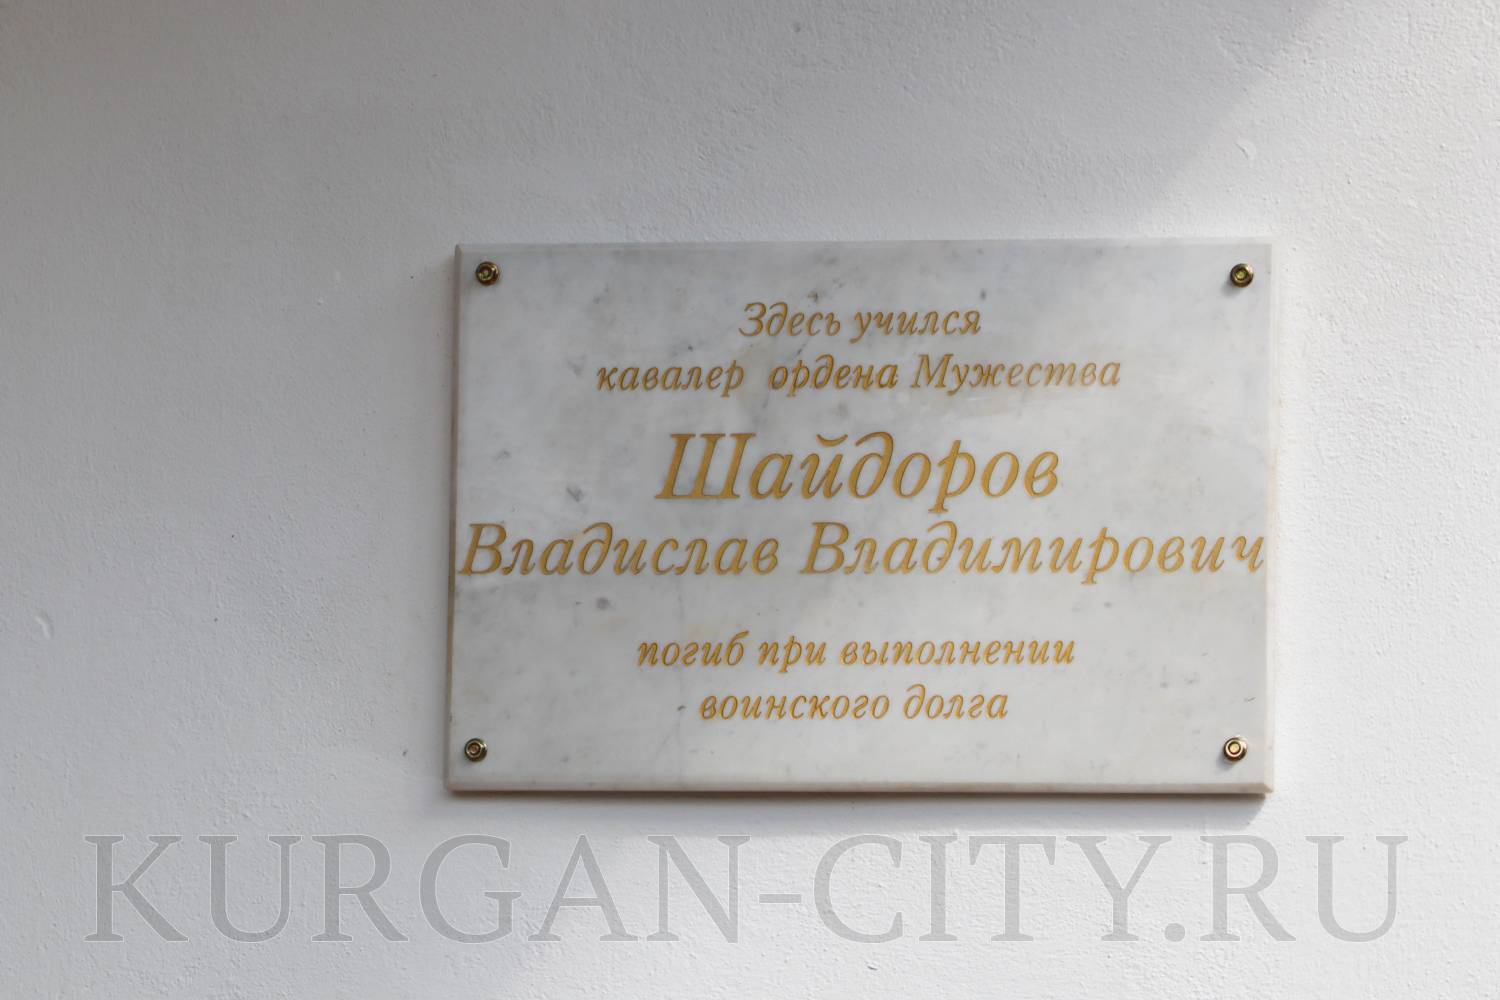 Здесь учился
кавалер ордена Мужества
Шайдоров
Владислав Владимирович
погиб при выполнении
воинского долга
KURGAN-CITY.RU